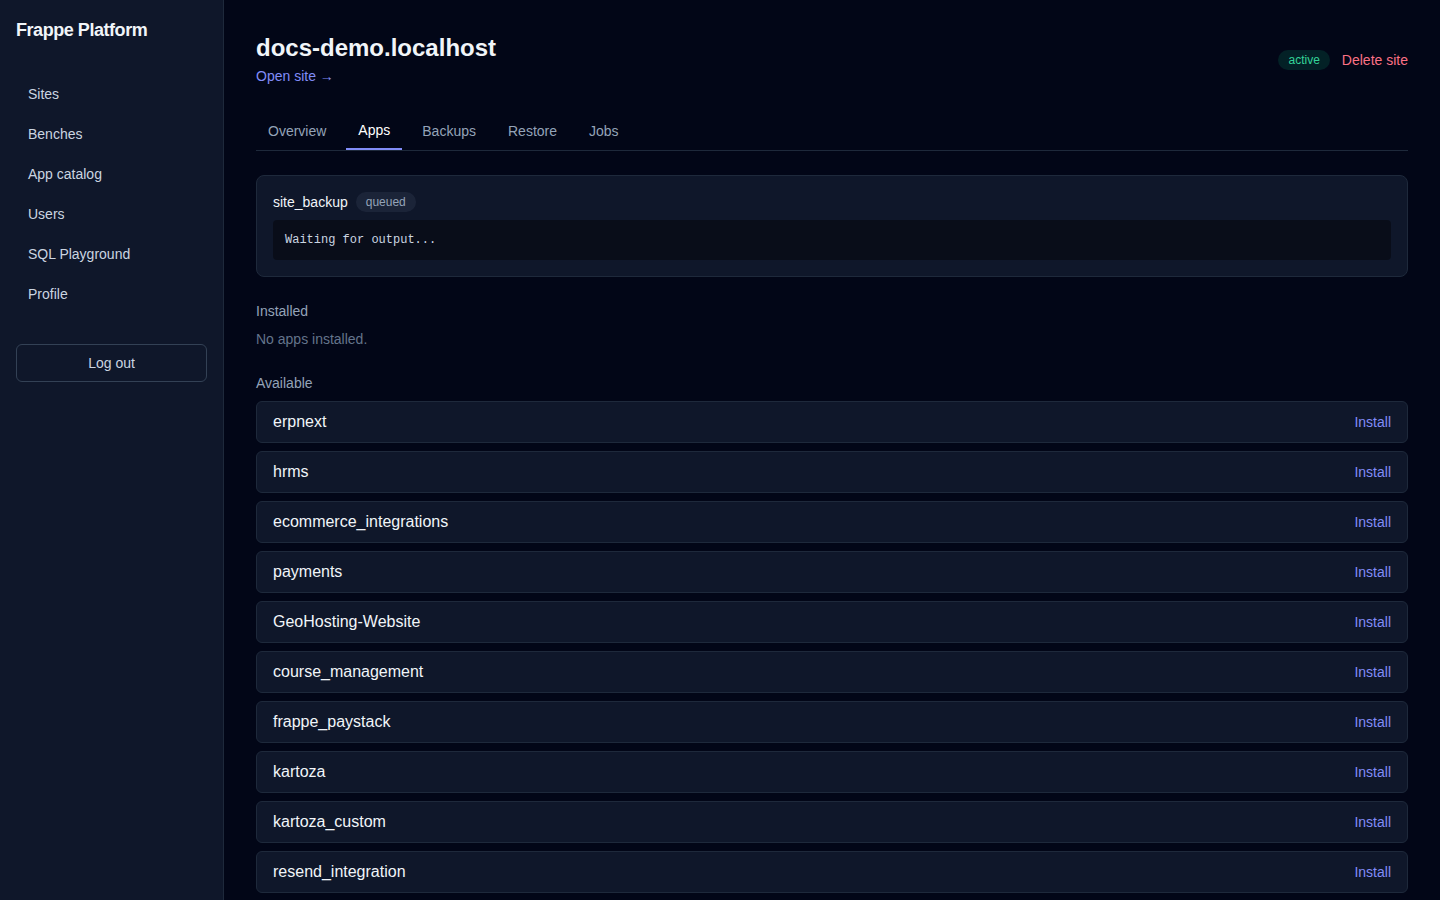 Frappe Platform
Sites
Benches
App catalog
Users
SQL Playground
Profile
Log out
docs-demo.localhost
Open site →
active
Delete site
Overview
Apps
Backups
Restore
Jobs
site_backup queued
Waiting for output...
Installed
No apps installed.
Available
erpnext Install
hrms Install
ecommerce_integrations Install
payments Install
GeoHosting-Website Install
course_management Install
frappe_paystack Install
kartoza Install
kartoza_custom Install
resend_integration Install